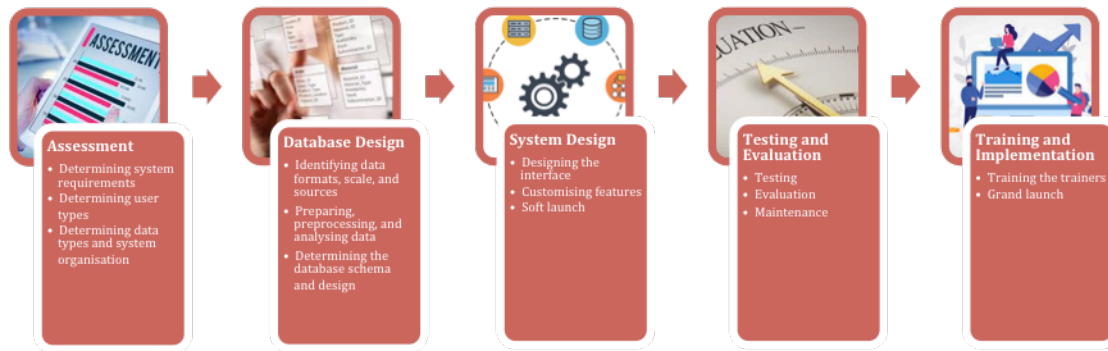 ASSESSMENT
UATION
Assessment
• Determining system
requirements
• Determining user
types
• Determining data
types and system
organisation
Database Design
• Identifying data
formats, scale, and
sources
• Preparing,
preprocessing, and
analysing data
• Determining the
database schema
and design
System Design
• Designing the
interface
• Customising features
• Soft launch
Testing and
Evaluation
• Testing
• Evaluation
• Maintenance
Training and
Implementation
• Training the trainers
• Grand launch